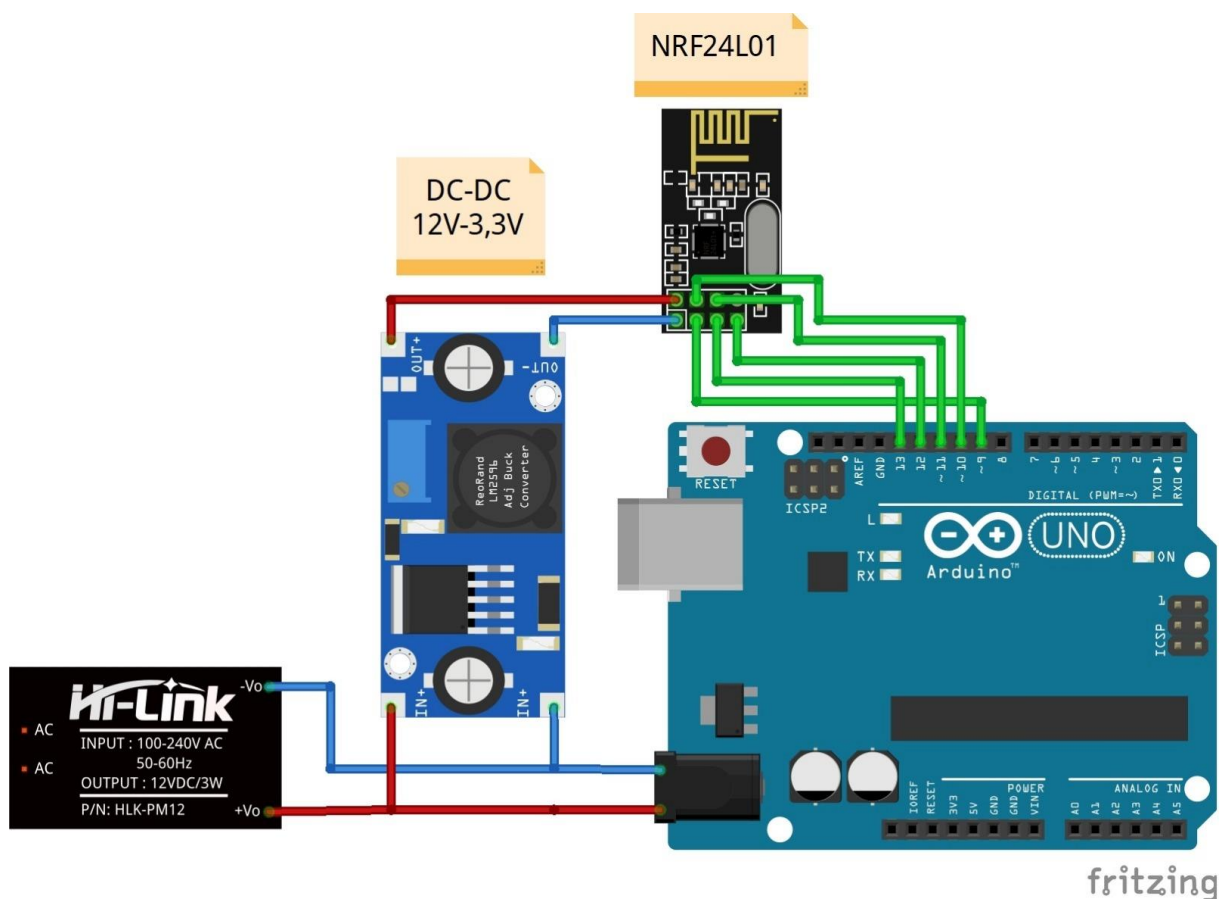 NRF24L01
DC-DC
12V-3,3V
OUT+
OUT-
ReoRand
LM2596
Adj Buck
Converter
IN+
IN+
Hi-Link
-Vo
AC
AC
INPUT : 100-240V AC
50-60Hz
OUTPUT : 12VDC/3W
P/N: HLK-PM12
+Vo
RESET
ICSP2
AREF
GND
13
12
~11
~10
~9
8
7
~6
~5
4
~3
2
TX0▶1
RX0◀0
DIGITAL (PWM=~)
L
TX
RX
Arduino™
UNO
ON
1
ICSP
IOREF
RESET
3V3
5V
GND
GND
VIN
POWER
ANALOG IN
A0
A1
A2
A3
A4
A5
fritzing